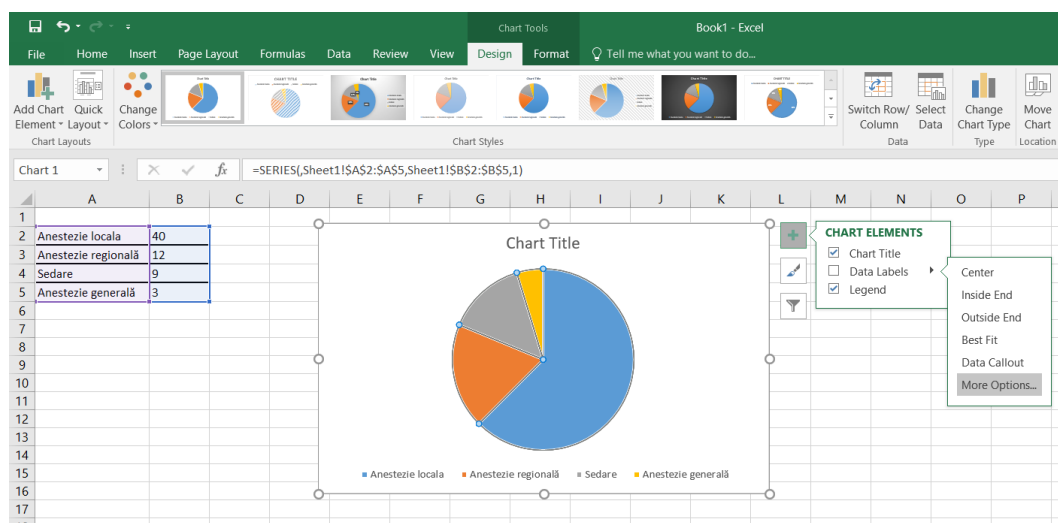 Chart Tools
Book1 - Excel
File Home Insert Page Layout Formulas Data Review View Design Format Tell me what you want to do...
Add Chart Element Quick Layout Change Colors Switch Row/ Column Select Data Change Chart Type Move Chart
Chart Layouts Chart Styles Data Type Location
Chart 1 fx =SERIES(,Sheet1!$A$2:$A$5,Sheet1!$B$2:$B$5,1)
A B C D E F G H I J K L M N O P
1
2 Anestezie locala 40
3 Anestezie regională 12
4 Sedare 9
5 Anestezie generală 3
6
7
8
9
10
11
12
13
14
15
16
17
Chart Title
Anestezie locala Anestezie regională Sedare Anestezie generală
CHART ELEMENTS
Chart Title
Data Labels
Legend
Center
Inside End
Outside End
Best Fit
Data Callout
More Options...